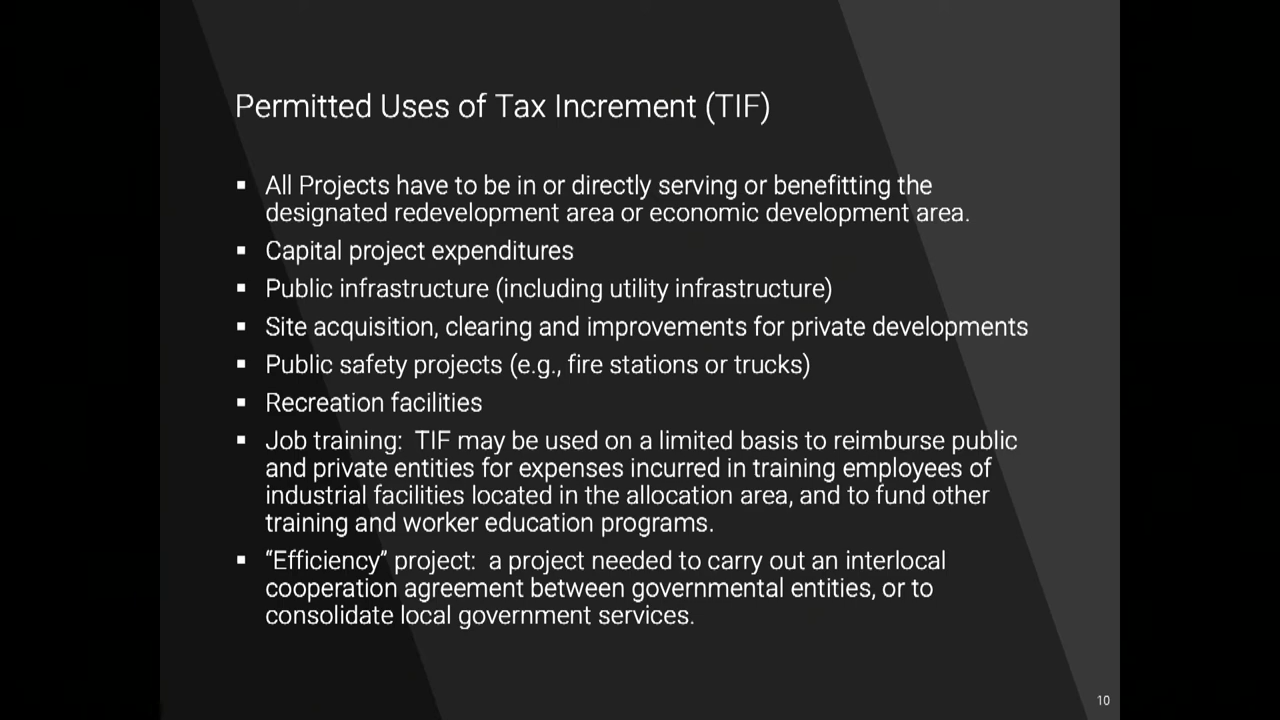 Permitted Uses of Tax Increment (TIF)
▪ All Projects have to be in or directly serving or benefitting the
designated redevelopment area or economic development area.
▪ Capital project expenditures
▪ Public infrastructure (including utility infrastructure)
▪ Site acquisition, clearing and improvements for private developments
▪ Public safety projects (e.g., fire stations or trucks)
▪ Recreation facilities
▪ Job training:  TIF may be used on a limited basis to reimburse public
and private entities for expenses incurred in training employees of
industrial facilities located in the allocation area, and to fund other
training and worker education programs.
▪ “Efficiency” project:  a project needed to carry out an interlocal
cooperation agreement between governmental entities, or to
consolidate local government services.
10